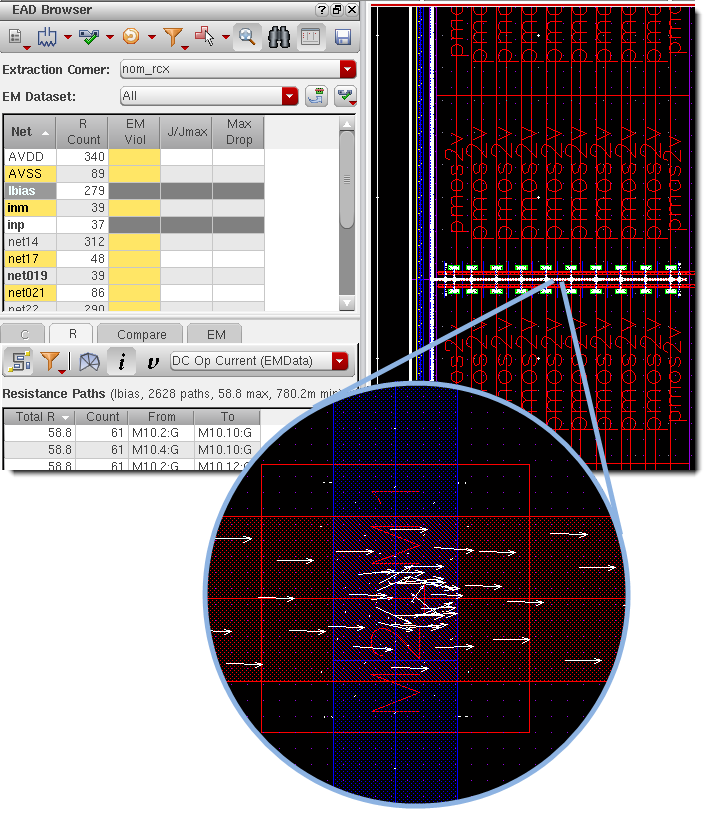 EAD Browser
Extraction Corner: nom_rcx
EM Dataset: All
Net R Count EM Viol J/Jmax Max Drop
AVDD 340
AVSS 89
Ibias 279
inm 39
inp 37
net14 312
net17 48
net019 39
net021 86
net22 290
C R Compare EM
i v DC Op Current (EMData)
Resistance Paths (Ibias, 2628 paths, 58.8 max, 780.2m min)
Total R Count From To
58.8 61 M10.2:G M10.10:G
58.8 61 M10.4:G M10.10:G
58.8 61 M10.2:G M10.12:G
pmos2v pmos2v pmos2v pmos2v pmos2v pmos2v pmos2v pmos2v pmos2v pmos2v
pmos2v pmos2v pmos2v pmos2v pmos2v pmos2v pmos2v pmos2v pmos2v pmos2v